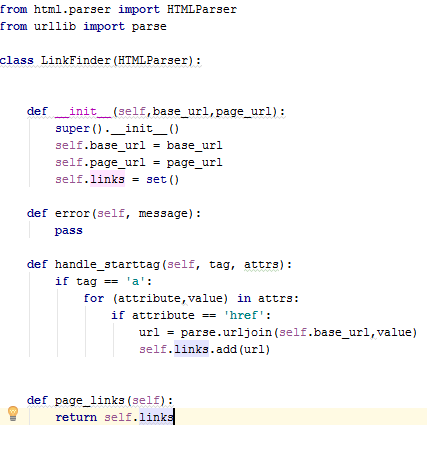 from html.parser import HTMLParser
from urllib import parse
class LinkFinder(HTMLParser):
    def __init__(self,base_url,page_url):
        super().__init__()
        self.base_url = base_url
        self.page_url = page_url
        self.links = set()
    def error(self, message):
        pass
    def handle_starttag(self, tag, attrs):
        if tag == 'a':
            for (attribute,value) in attrs:
                if attribute == 'href':
                    url = parse.urljoin(self.base_url,value)
                    self.links.add(url)
    def page_links(self):
        return self.links